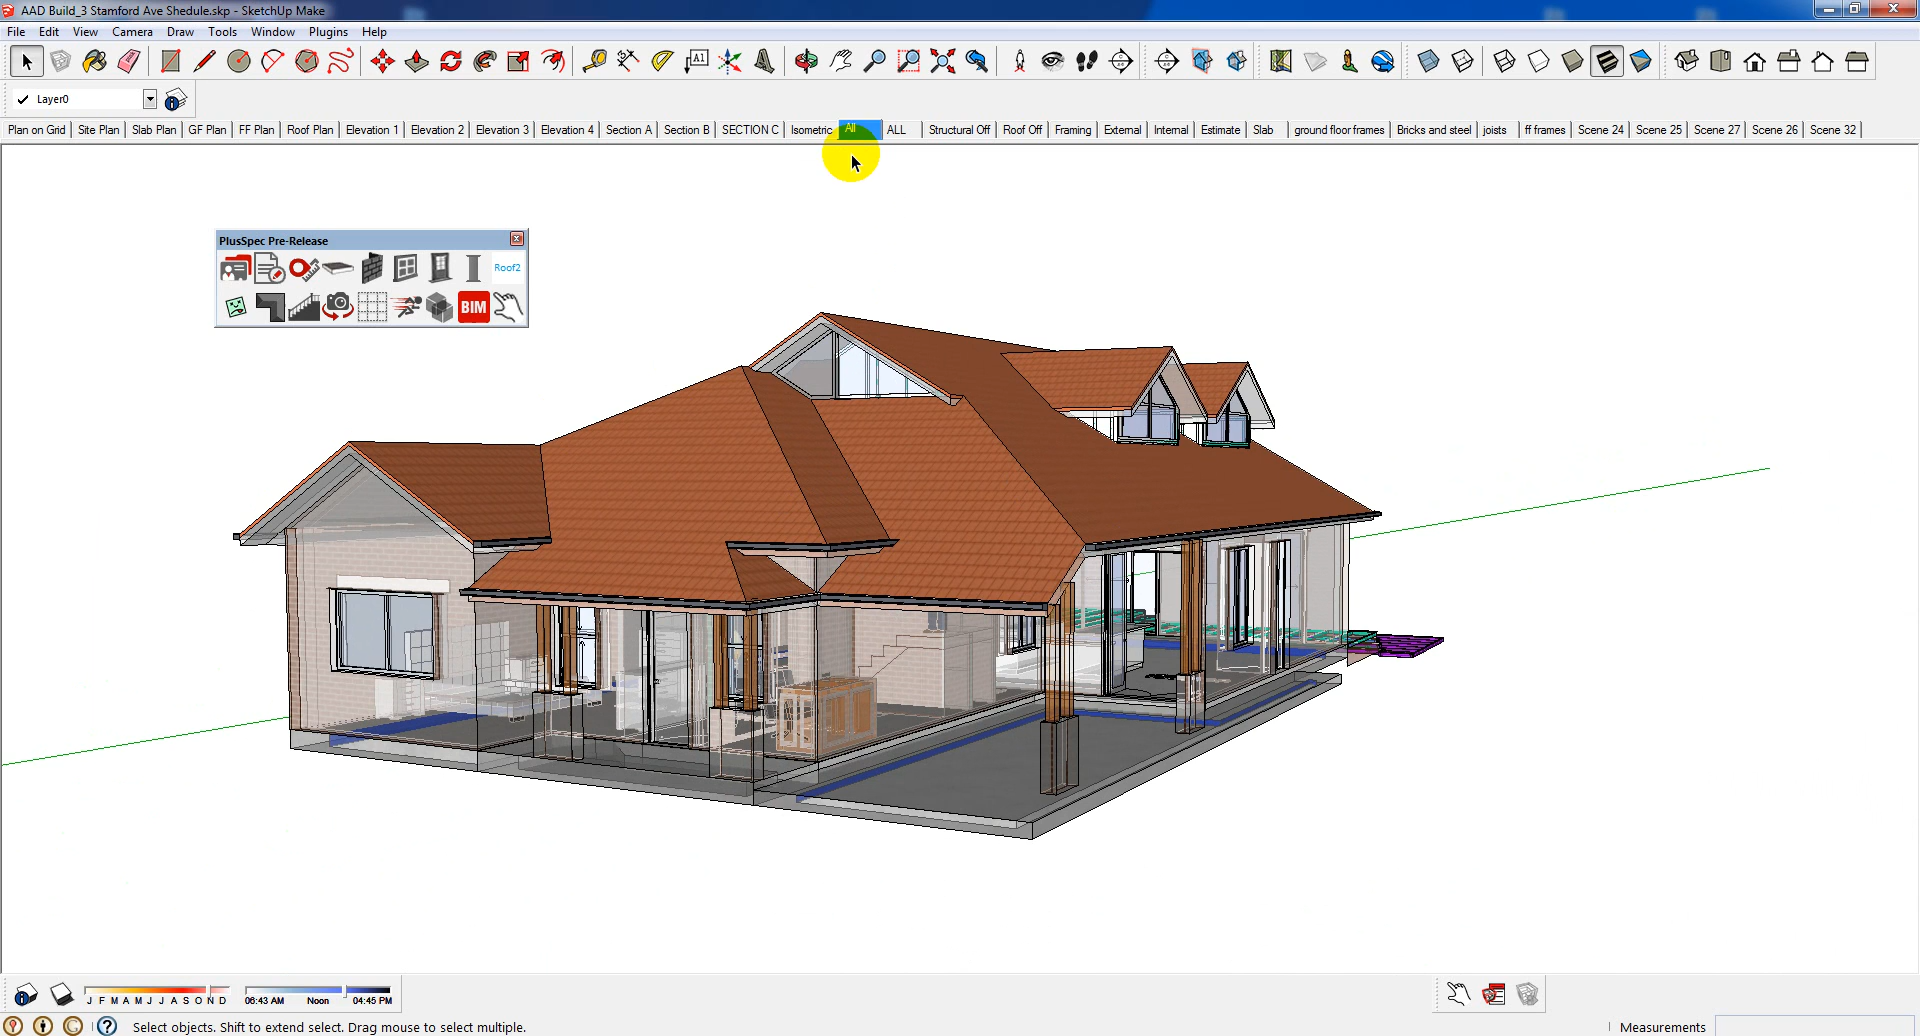 AAD Build_3 Stamford Ave Shedule.skp - SketchUp Make
File Edit View Camera Draw Tools Window Plugins Help
A1
Layer0
Plan on Grid Site Plan Slab Plan GF Plan FF Plan Roof Plan Elevation 1 Elevation 2 Elevation 3 Elevation 4 Section A Section B SECTION C Isometric All ALL Structural Off Roof Off Framing External Internal Estimate Slab ground floor frames Bricks and steel joists ff frames Scene 24 Scene 25 Scene 27 Scene 26 Scene 32
PlusSpec Pre-Release
Roof2
BIM
J F M A M J J A S O N D 06:43 AM Noon 04:45 PM
Select objects. Shift to extend select. Drag mouse to select multiple. Measurements